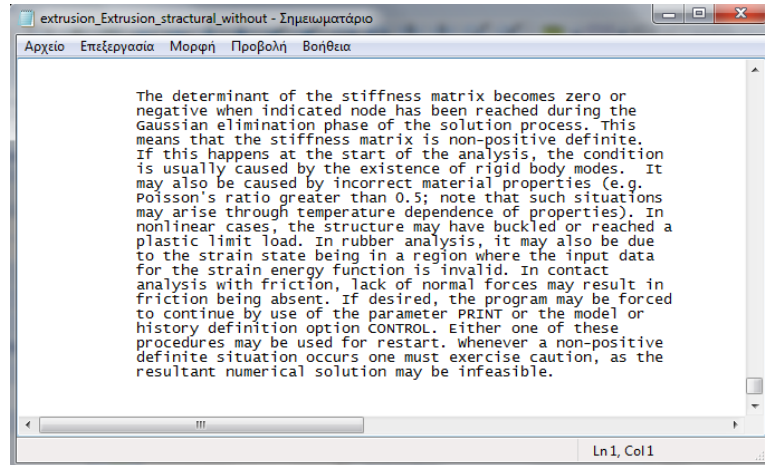 extrusion_Extrusion_stractural_without - Σημειωματάριο
Αρχείο Επεξεργασία Μορφή Προβολή Βοήθεια
The determinant of the stiffness matrix becomes zero or
negative when indicated node has been reached during the
Gaussian elimination phase of the solution process. This
means that the stiffness matrix is non-positive definite.
If this happens at the start of the analysis, the condition
is usually caused by the existence of rigid body modes. It
may also be caused by incorrect material properties (e.g.
Poisson's ratio greater than 0.5; note that such situations
may arise through temperature dependence of properties). In
nonlinear cases, the structure may have buckled or reached a
plastic limit load. In rubber analysis, it may also be due
to the strain state being in a region where the input data
for the strain energy function is invalid. In contact
analysis with friction, lack of normal forces may result in
friction being absent. If desired, the program may be forced
to continue by use of the parameter PRINT or the model or
history definition option CONTROL. Either one of these
procedures may be used for restart. Whenever a non-positive
definite situation occurs one must exercise caution, as the
resultant numerical solution may be infeasible.
Ln 1, Col 1